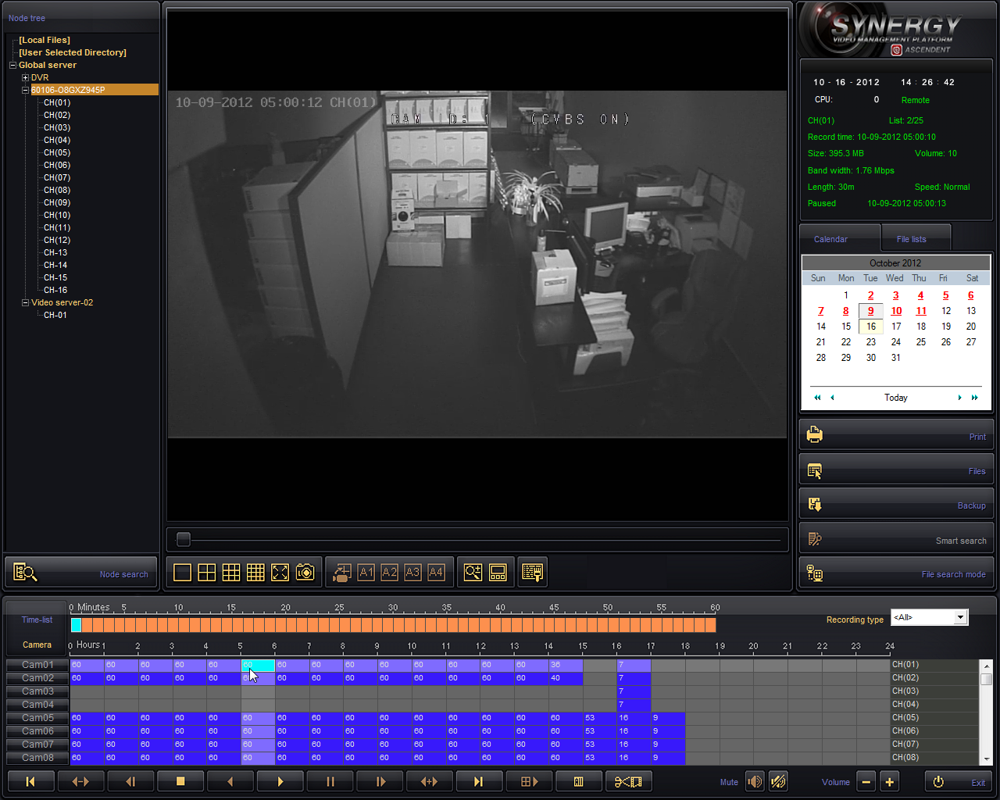 Node tree
[Local Files]
[User Selected Directory]
Global server
DVR
60106-O8GXZ945P
CH(01)
CH(02)
CH(03)
CH(04)
CH(05)
CH(06)
CH(07)
CH(08)
CH(09)
CH(10)
CH(11)
CH(12)
CH-13
CH-14
CH-15
CH-16
Video server-02
CH-01
Node search
10-09-2012 05:00:12 CH(01)
CAM ID: 1 (CVBS ON)
A1 A2 A3 A4
SYNERGY
VIDEO MANAGEMENT PLATFORM
ASCENDENT
10 - 16 - 2012 14 : 26 : 42
CPU: 0 Remote
CH(01) List: 2/25
Record time: 10-09-2012 05:00:10
Size: 395.3 MB Volume: 10
Band width: 1.76 Mbps
Length: 30m Speed: Normal
Paused 10-09-2012 05:00:13
Calendar File lists
October 2012
Sun Mon Tue Wed Thu Fri Sat
1 2 3 4 5 6
7 8 9 10 11 12 13
14 15 16 17 18 19 20
21 22 23 24 25 26 27
28 29 30 31
Today
Print
Files
Backup
Smart search
File search mode
Time-list
0 Minutes 5 10 15 20 25 30 35 40 45 50 55 60
Recording type <All>
Camera
0 Hours 1 2 3 4 5 6 7 8 9 10 11 12 13 14 15 16 17 18 19 20 21 22 23 24
Cam01 60 60 60 60 60 60 60 60 60 60 60 60 60 60 36 7 CH(01)
Cam02 60 60 60 60 60 60 60 60 60 60 60 60 60 60 40 7 CH(02)
Cam03 7 CH(03)
Cam04 7 CH(04)
Cam05 60 60 60 60 60 60 60 60 60 60 60 60 60 60 60 53 16 9 CH(05)
Cam06 60 60 60 60 60 60 60 60 60 60 60 60 60 60 60 53 16 9 CH(06)
Cam07 60 60 60 60 60 60 60 60 60 60 60 60 60 60 60 53 16 9 CH(07)
Cam08 60 60 60 60 60 60 60 60 60 60 60 60 60 60 60 53 16 9 CH(08)
Mute Volume Exit